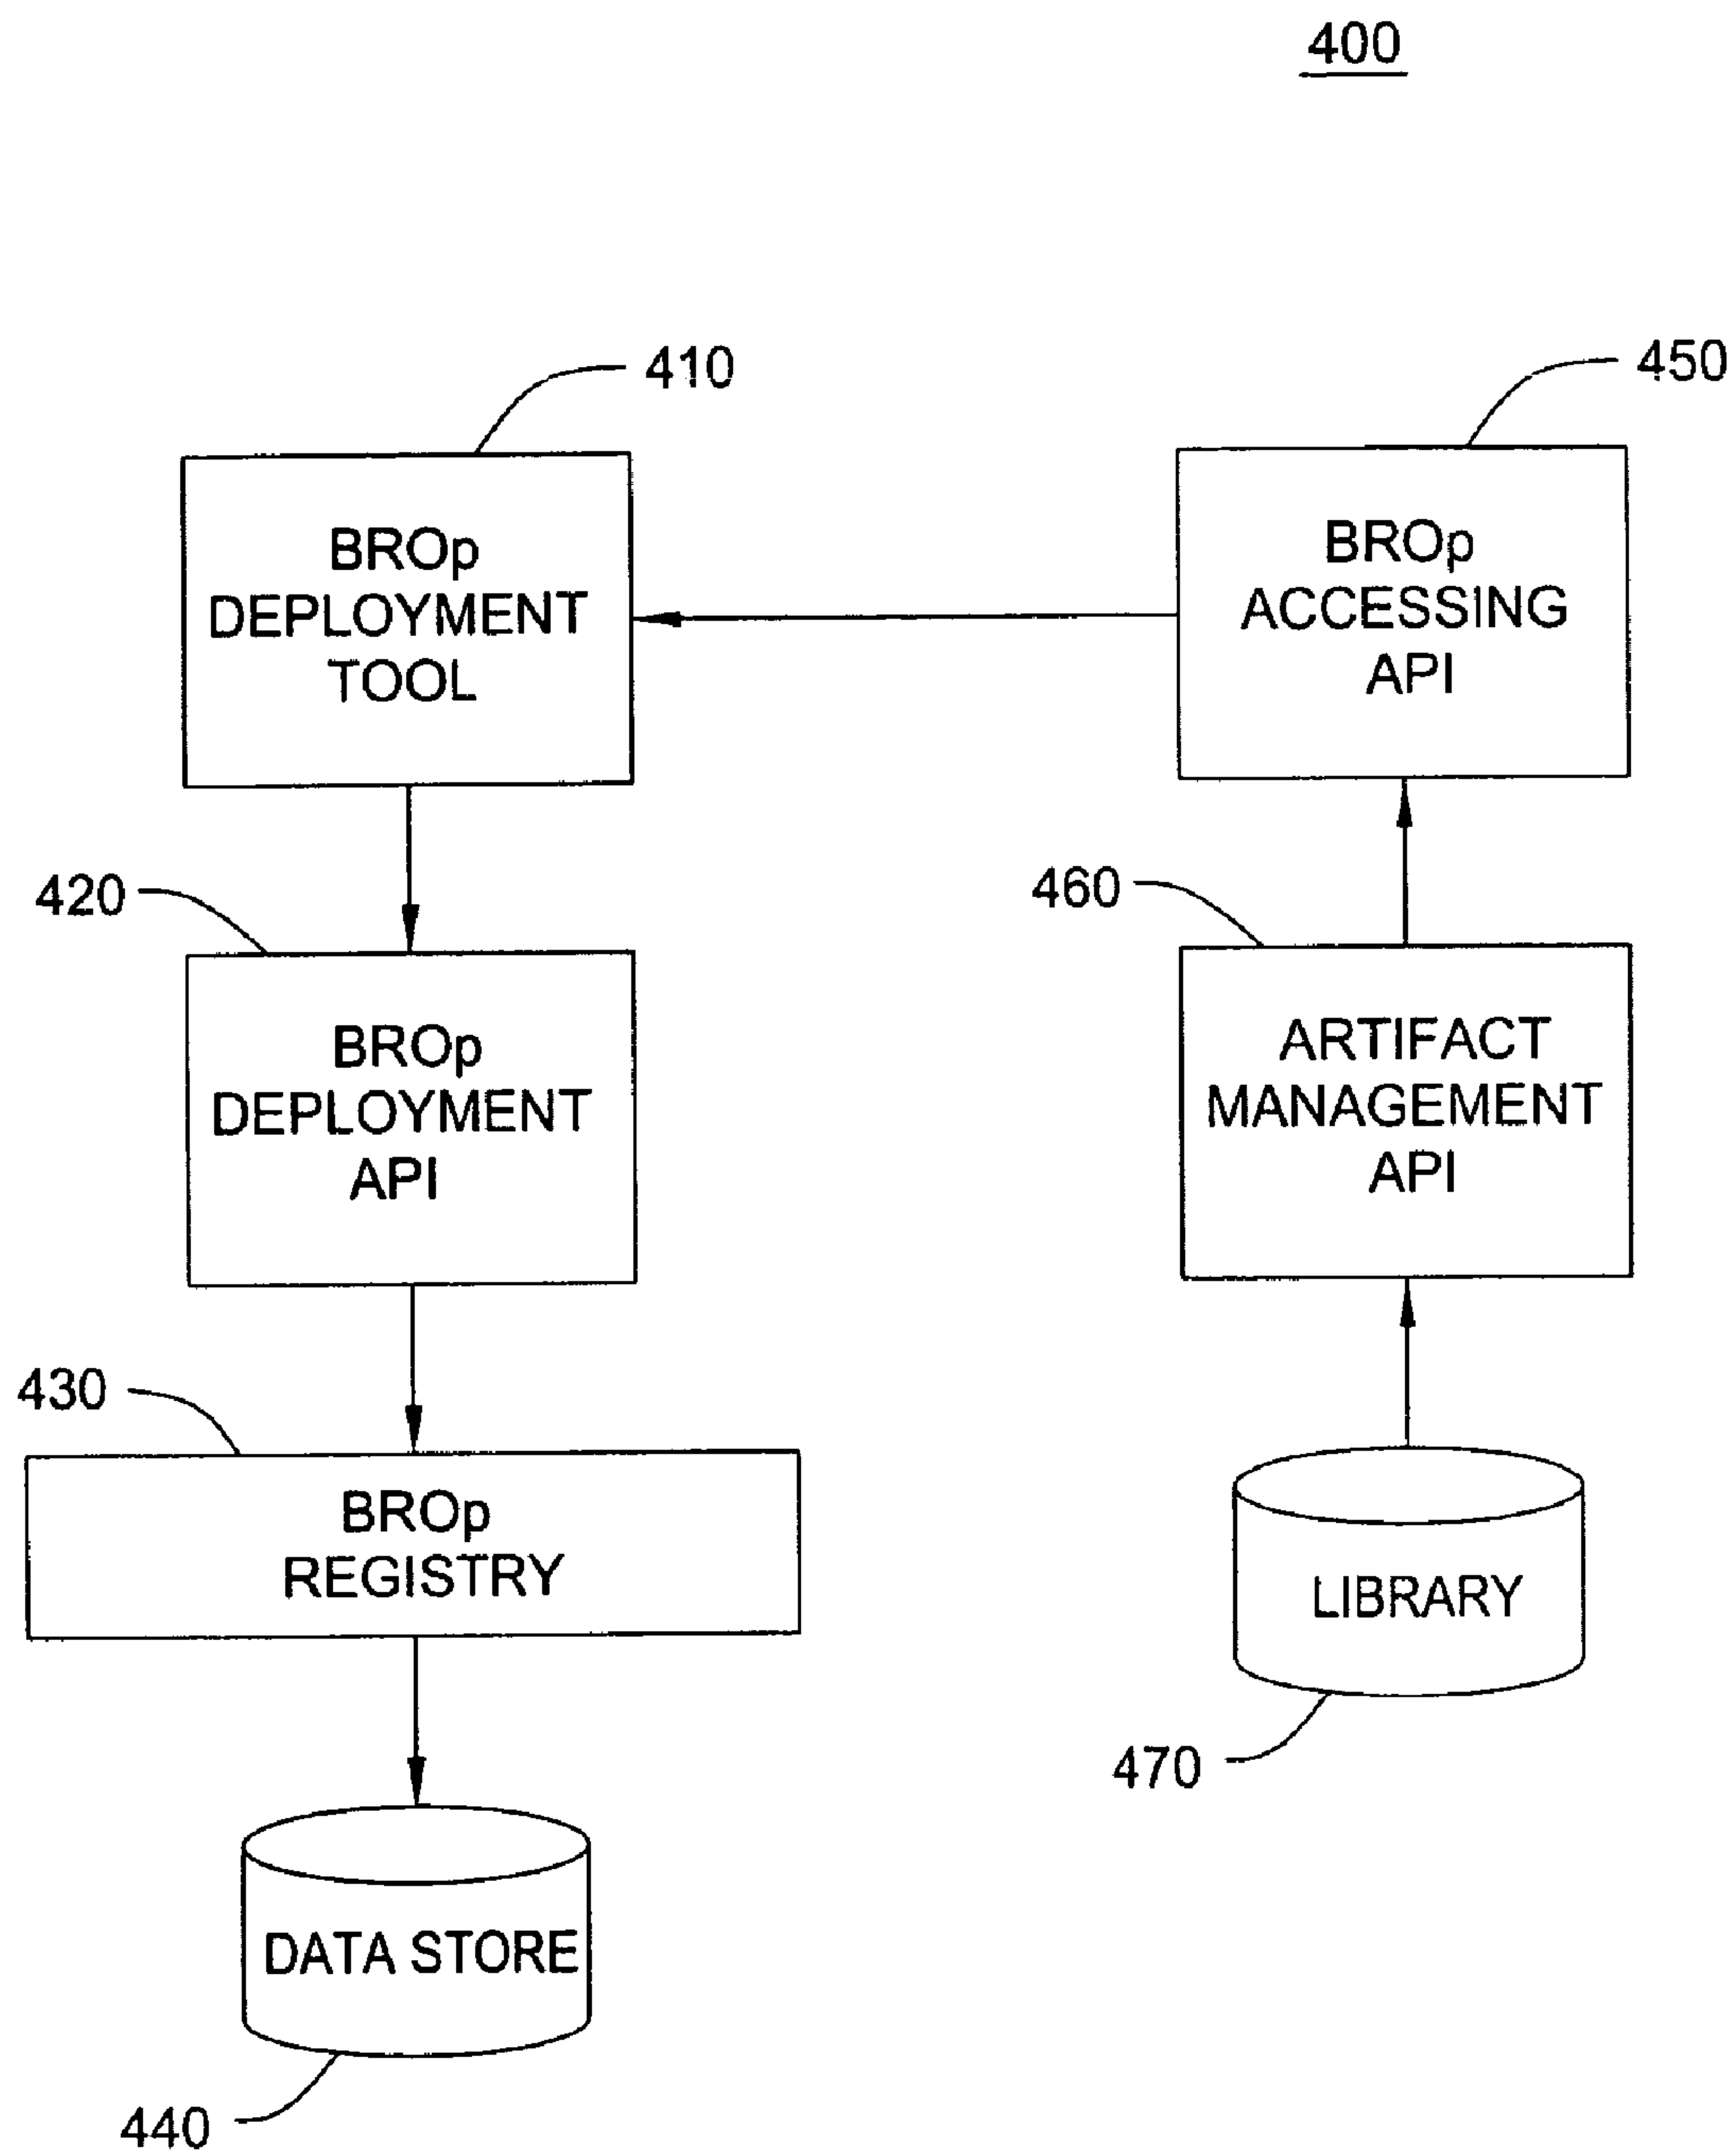 400
410
450
BROp
DEPLOYMENT
TOOL
BROp
ACCESSING
API
420
460
BROp
DEPLOYMENT
API
ARTIFACT
MANAGEMENT
API
430
BROp
REGISTRY
LIBRARY
470
DATA STORE
440